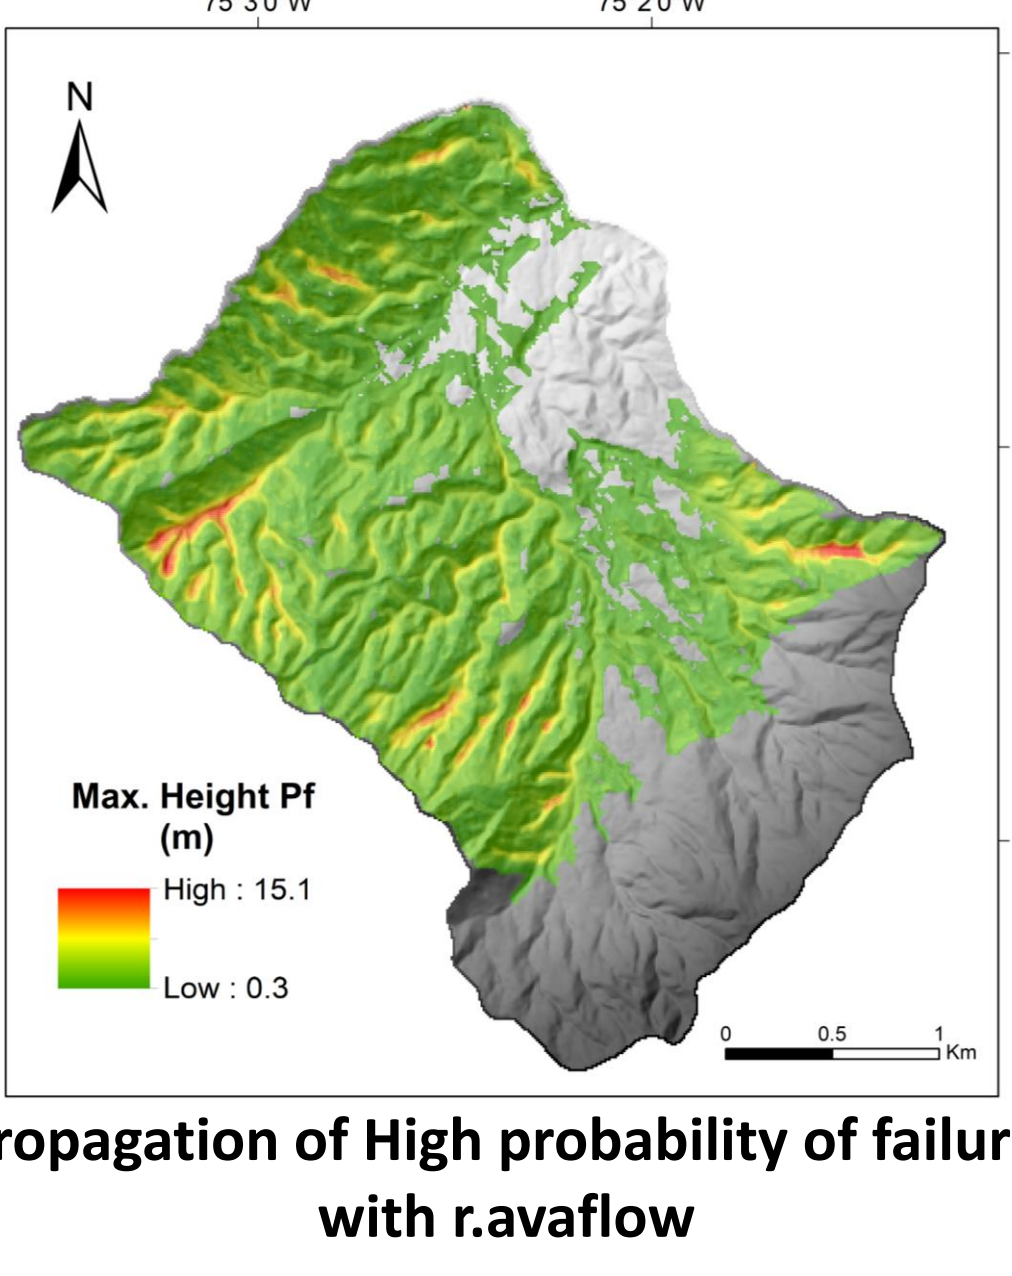 75°30'W 75°20'W
N
Max. Height Pf
(m)
High : 15.1
Low : 0.3
0 0.5 1
Km
ropagation of High probability of failur
with r.avaflow